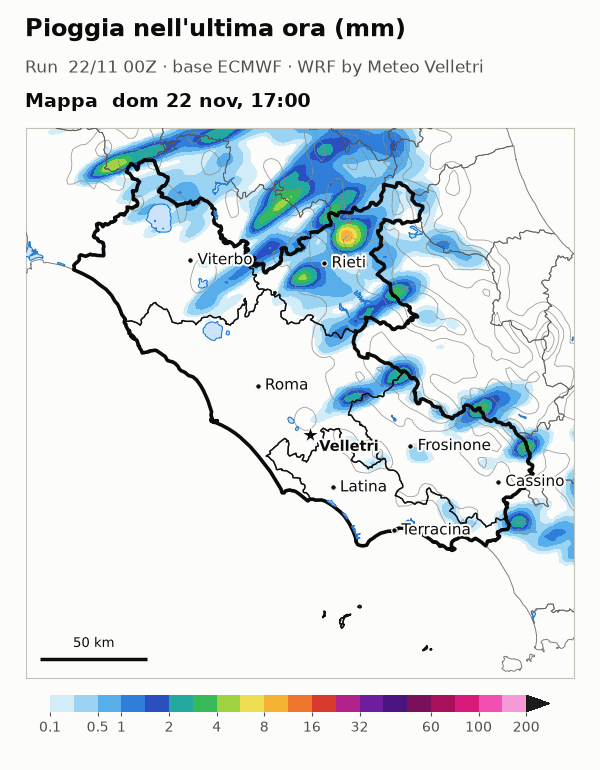 Pioggia nell'ultima ora (mm)
Run  22/11 00Z · base ECMWF · WRF by Meteo Velletri
Mappa  dom 22 nov, 17:00
Viterbo
Rieti
Roma
Velletri
Frosinone
Latina
Cassino
Terracina
50 km
0.1 0.5 1 2 4 8 16 32 60 100 200